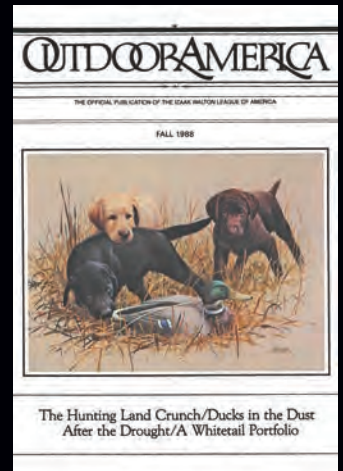 OUTDOOR AMERICA
THE OFFICIAL PUBLICATION OF THE IZAAK WALTON LEAGUE OF AMERICA
FALL 1988
The Hunting Land Crunch/Ducks in the Dust
After the Drought/A Whitetail Portfolio